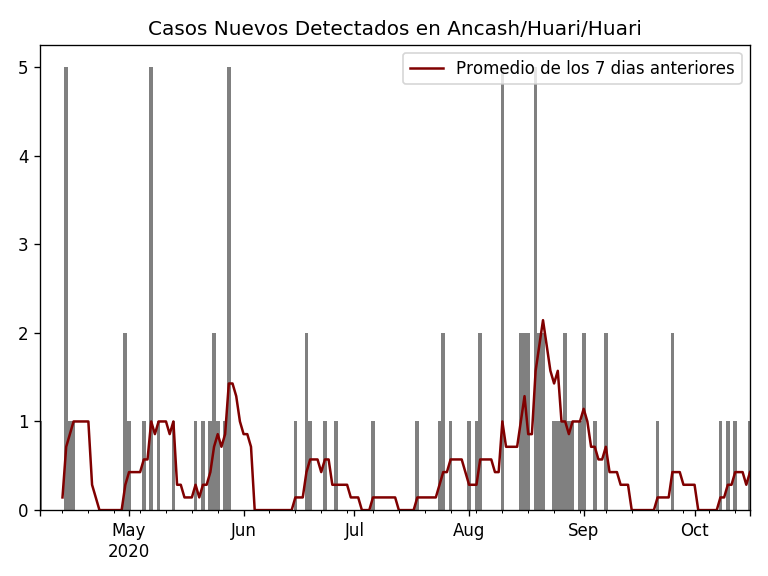 Casos Nuevos Detectados en Ancash/Huari/Huari
Promedio de los 7 dias anteriores
5
4
3
2
1
0
May Jun Jul Aug Sep Oct
2020